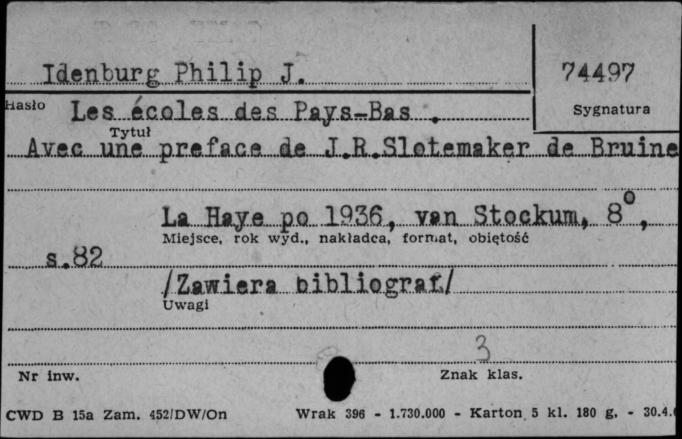 Idenburg Philip J.
74497
Hasło
Les écoles des Pays-Bas .
Sygnatura
Tytuł
Avec une preface de J.R.Slotemaker de Bruine
La Haye po 1936, van Stockum, 8°,
Miejsce, rok wyd., nakładca, format, objętość
s.82
/Zawiera bibliograf./
Uwagi
3
Nr inw.
Znak klas.
CWD B 15a Zam. 452/DW/On Wrak 396 - 1.730.000 - Karton 5 kl. 180 g. - 30.4.